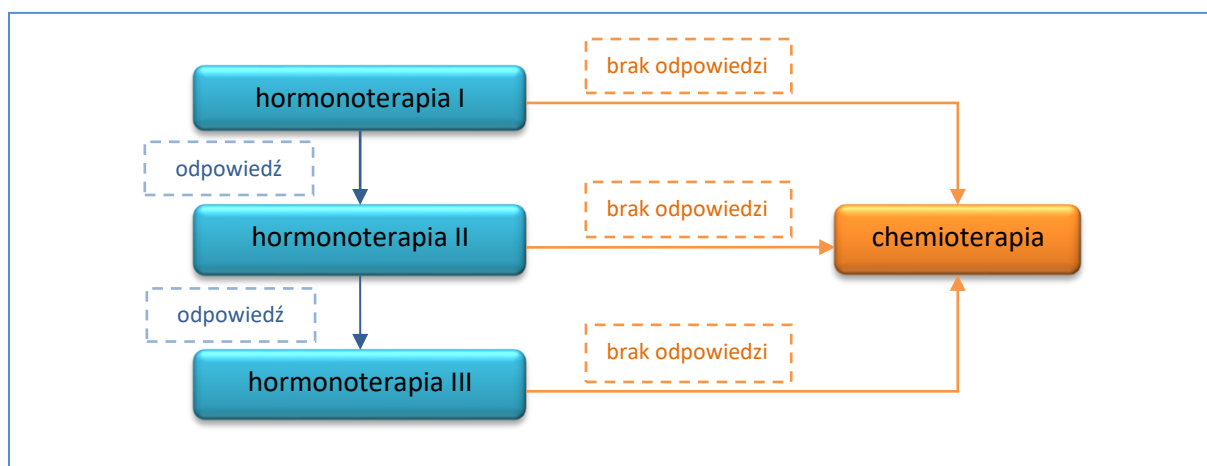 brak odpowiedzi
hormonoterapia I
odpowiedź
brak odpowiedzi
hormonoterapia II
chemioterapia
odpowiedź
brak odpowiedzi
hormonoterapia III